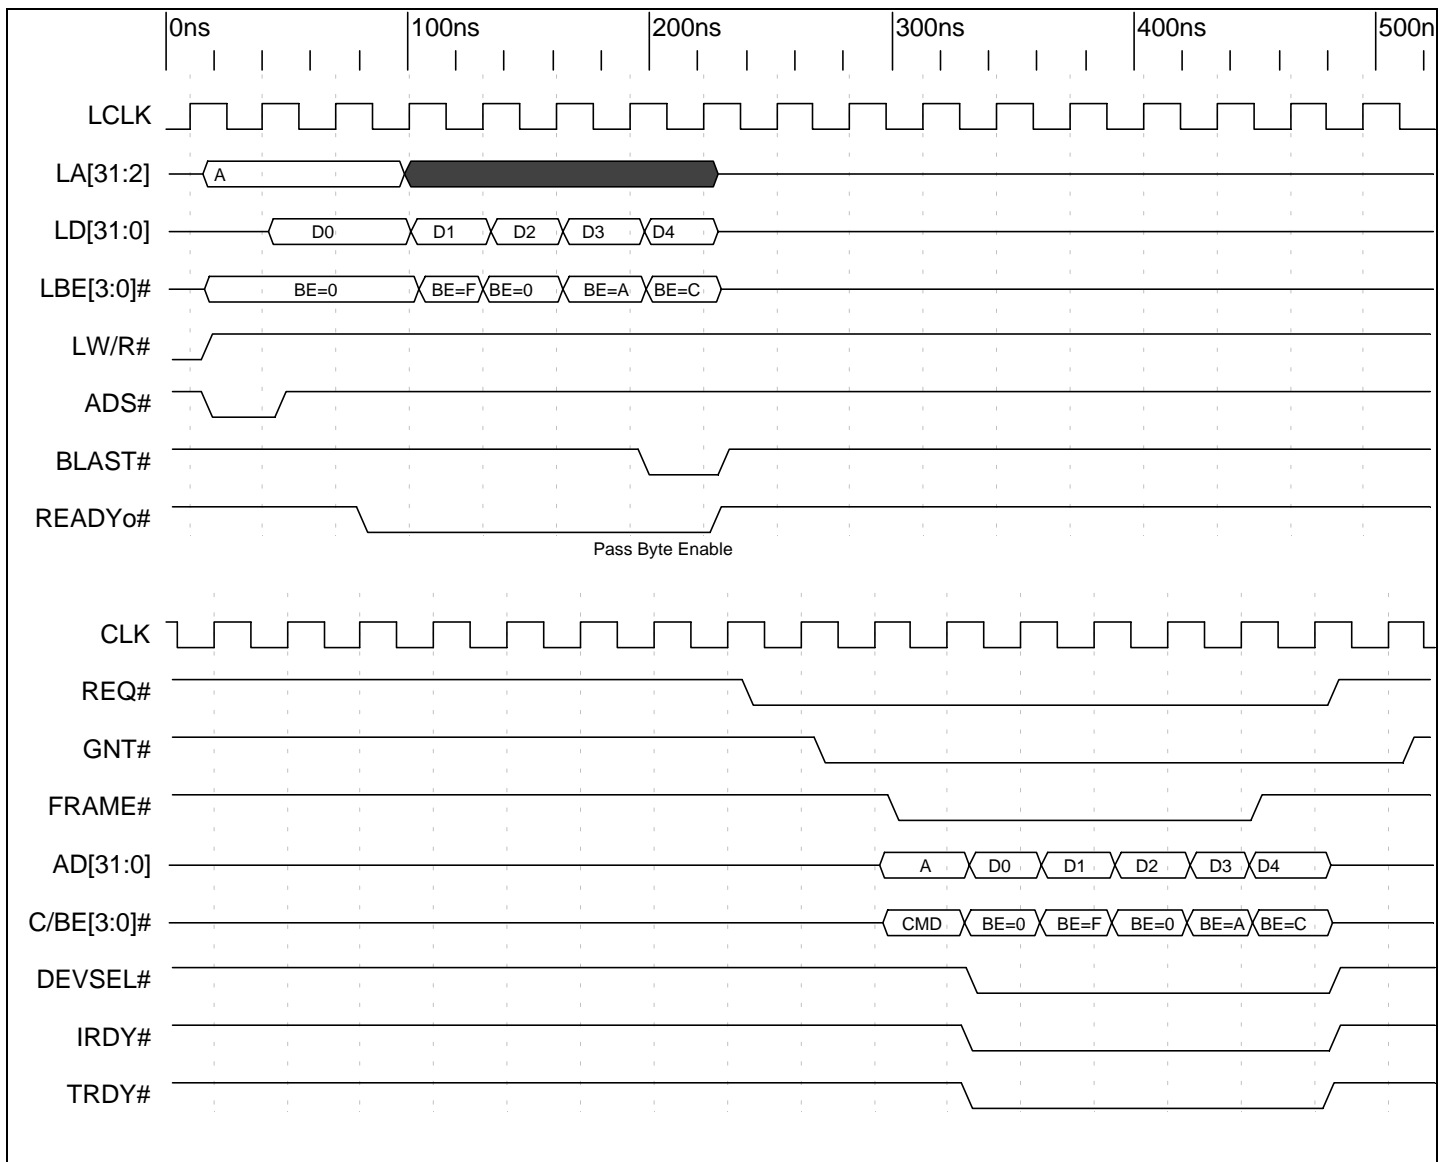 0ns 100ns 200ns 300ns 400ns 500n
LCLK
LA[31:2] A
LD[31:0] D0 D1 D2 D3 D4
LBE[3:0]# BE=0 BE=F BE=0 BE=A BE=C
LW/R#
ADS#
BLAST#
READYo#
Pass Byte Enable
CLK
REQ#
GNT#
FRAME#
AD[31:0] A D0 D1 D2 D3 D4
C/BE[3:0]# CMD BE=0 BE=F BE=0 BE=A BE=C
DEVSEL#
IRDY#
TRDY#